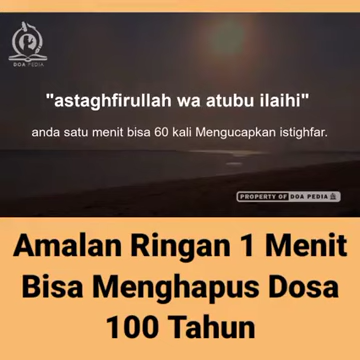 DOA PEDIA
"astaghfirullah wa atubu ilaihi"
anda satu menit bisa 60 kali Mengucapkan istighfar.
PROPERTY OF DOA PEDIA
Amalan Ringan 1 Menit
Bisa Menghapus Dosa
100 Tahun